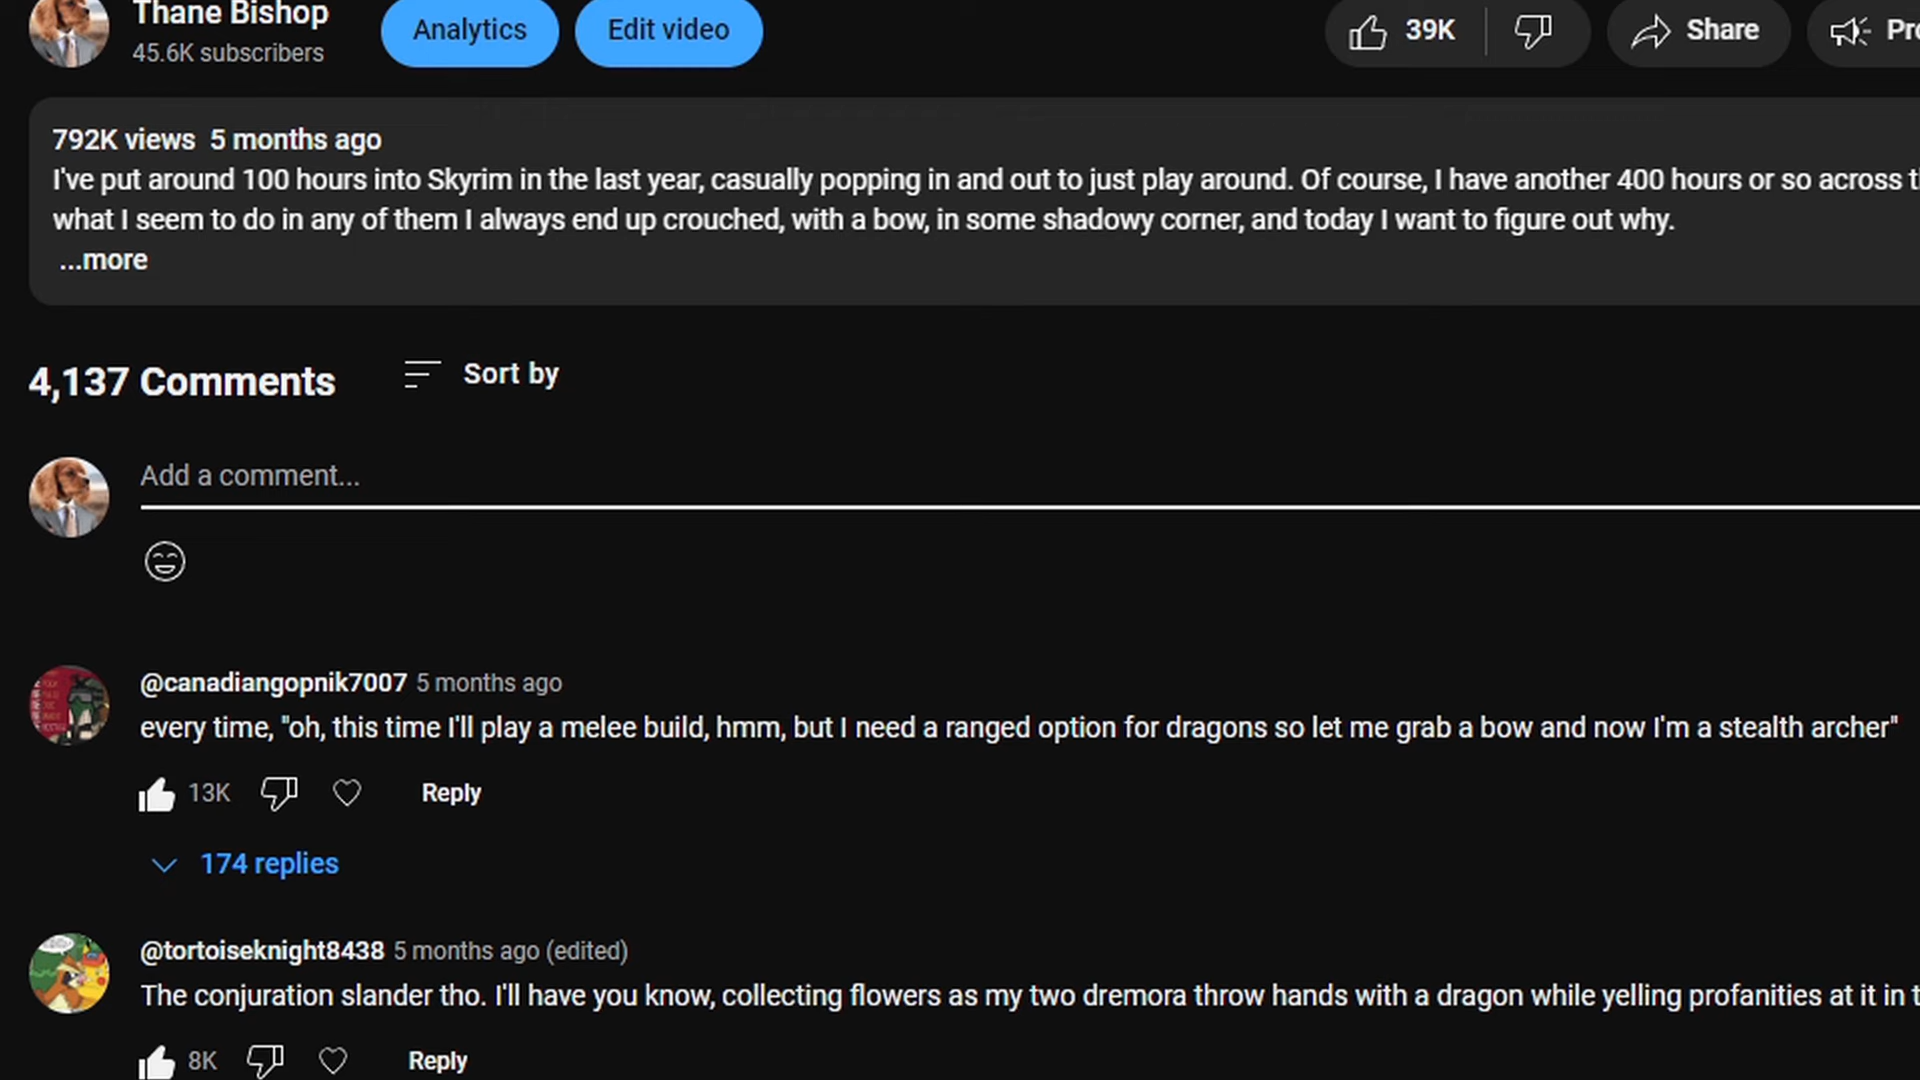 Thane Bishop
45.6K subscribers
Analytics
Edit video
39K
Share
792K views 5 months ago
I've put around 100 hours into Skyrim in the last year, casually popping in and out to just play around. Of course, I have another 400 hours or so across
what I seem to do in any of them I always end up crouched, with a bow, in some shadowy corner, and today I want to figure out why.
...more
4,137 Comments
Sort by
Add a comment...
@canadiangopnik7007 5 months ago
every time, "oh, this time I'll play a melee build, hmm, but I need a ranged option for dragons so let me grab a bow and now I'm a stealth archer"
13K
Reply
174 replies
@tortoiseknight8438 5 months ago (edited)
The conjuration slander tho. I'll have you know, collecting flowers as my two dremora throw hands with a dragon while yelling profanities at it in
8K
Reply